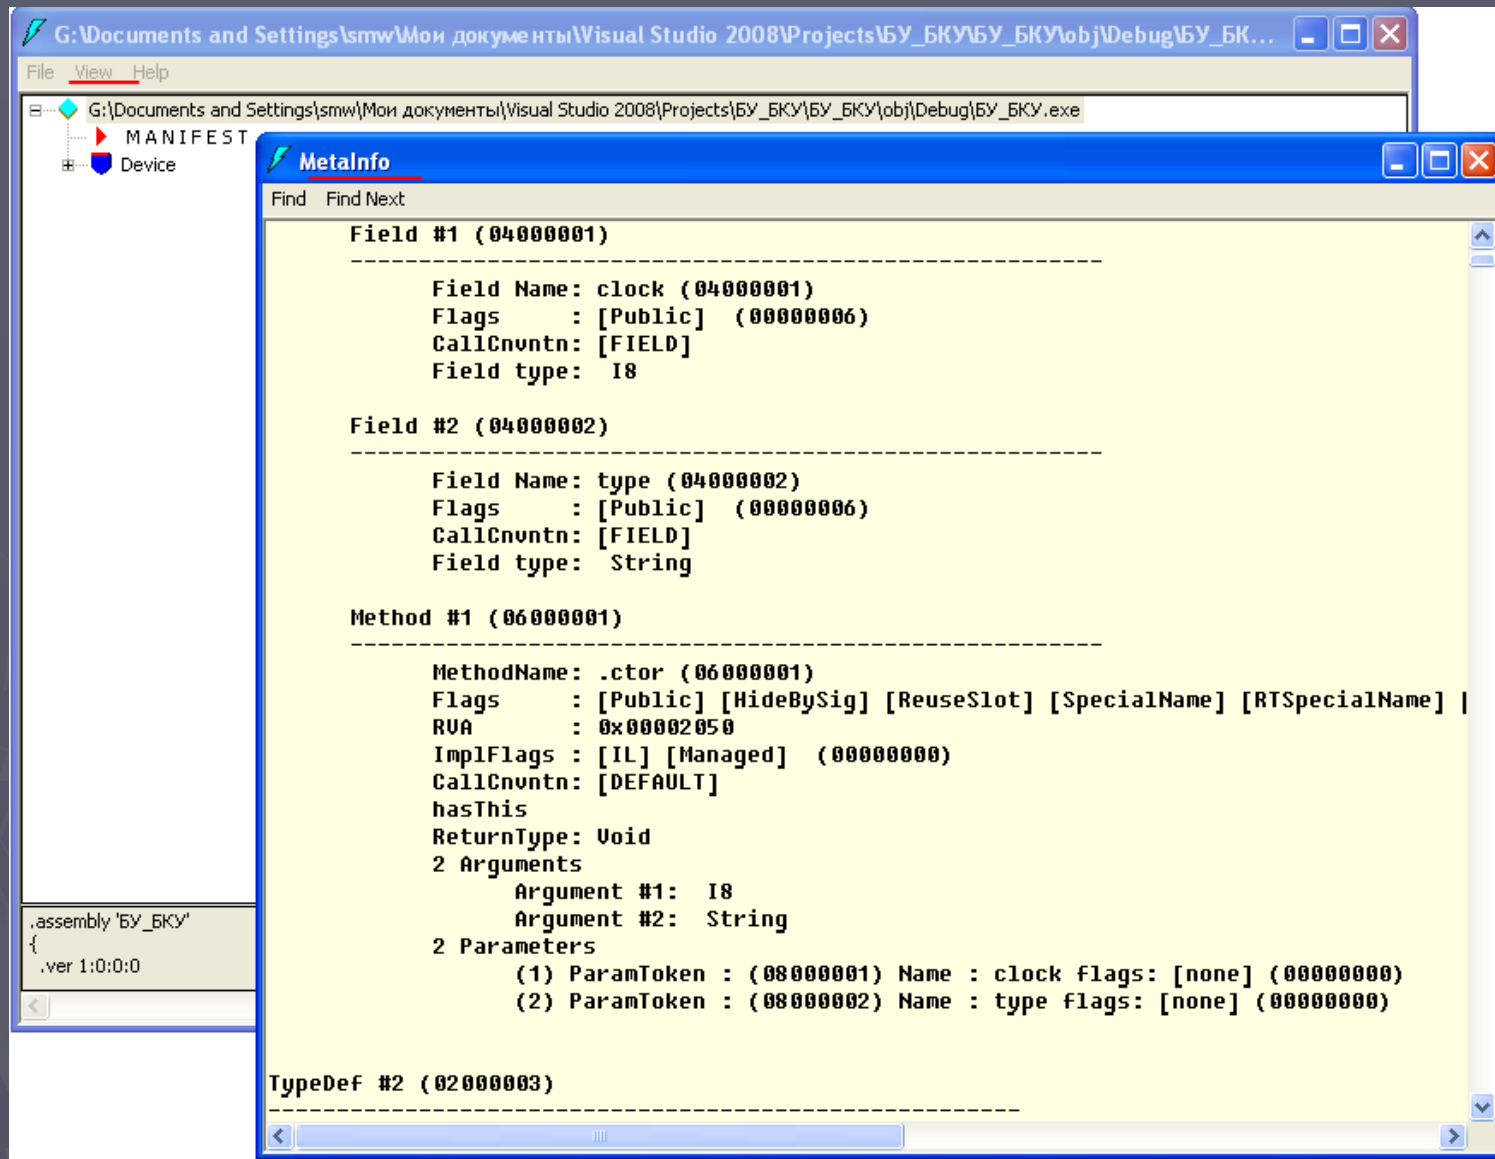 G:\Documents and Settings\smw\Мои документы\Visual Studio 2008\Projects\БУ_БКУ\БУ_БКУ\obj\Debug\БУ_БК...
File View Help
G:\Documents and Settings\smw\Мои документы\Visual Studio 2008\Projects\БУ_БКУ\БУ_БКУ\obj\Debug\БУ_БКУ.exe
MANIFEST
Device
.assembly 'БУ_БКУ'
{
.ver 1:0:0:0
MetaInfo
Find Find Next
Field #1 (04000001)
-------------------------------------------------------
Field Name: clock (04000001)
Flags : [Public] (00000006)
CallCnvntn: [FIELD]
Field type: I8
Field #2 (04000002)
-------------------------------------------------------
Field Name: type (04000002)
Flags : [Public] (00000006)
CallCnvntn: [FIELD]
Field type: String
Method #1 (06000001)
-------------------------------------------------------
MethodName: .ctor (06000001)
Flags : [Public] [HideBySig] [ReuseSlot] [SpecialName] [RTSpecialName]
RVA : 0x00002050
ImplFlags : [IL] [Managed] (00000000)
CallCnvntn: [DEFAULT]
hasThis
ReturnType: Void
2 Arguments
Argument #1: I8
Argument #2: String
2 Parameters
(1) ParamToken : (08000001) Name : clock flags: [none] (00000000)
(2) ParamToken : (08000002) Name : type flags: [none] (00000000)
TypeDef #2 (02000003)
-------------------------------------------------------